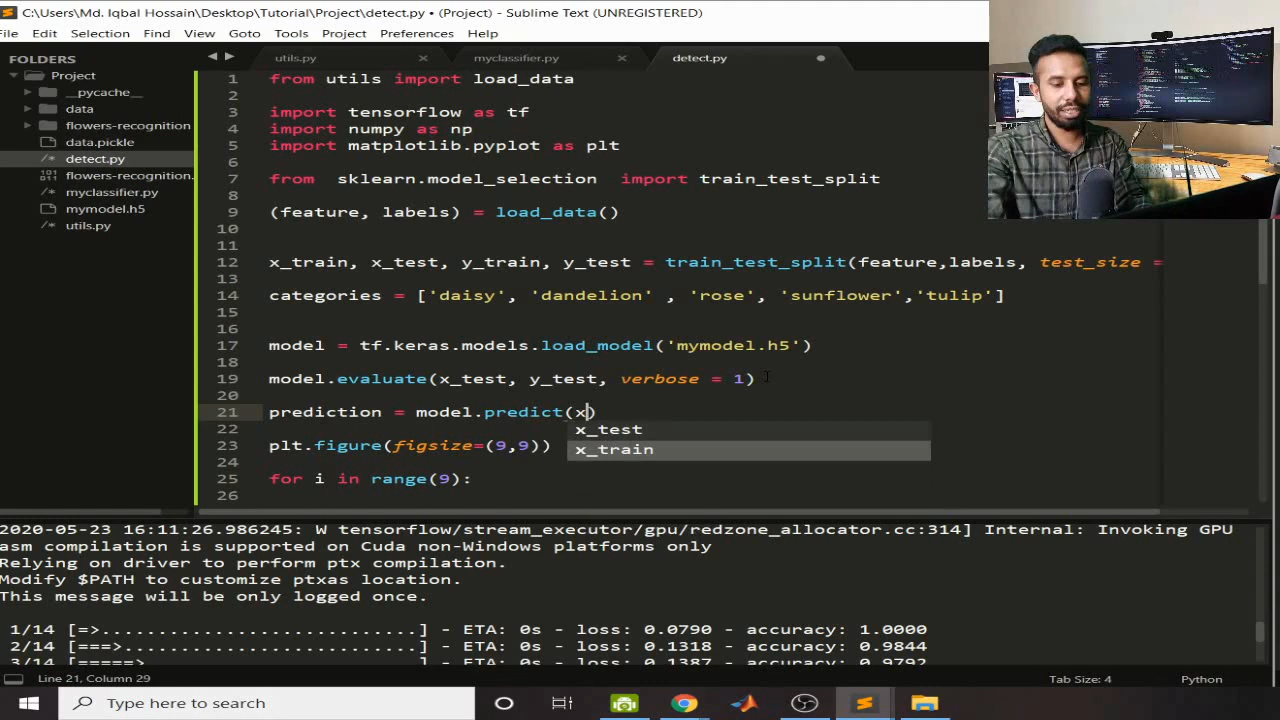 C:\Users\Md. Iqbal Hossain\Desktop\Tutorial\Project\detect.py • (Project) - Sublime Text (UNREGISTERED)
File Edit Selection Find View Goto Tools Project Preferences Help
FOLDERS
Project
__pycache__
data
flowers-recognition
data.pickle
detect.py
flowers-recognition.
myclassifier.py
mymodel.h5
utils.py
utils.py × myclassifier.py × detect.py
1 from utils import load_data
2
3 import tensorflow as tf
4 import numpy as np
5 import matplotlib.pyplot as plt
6
7 from sklearn.model_selection import train_test_split
8
9 (feature, labels) = load_data()
10
11
12 x_train, x_test, y_train, y_test = train_test_split(feature,labels, test_size =
13
14 categories = ['daisy', 'dandelion' , 'rose', 'sunflower','tulip']
15
16
17 model = tf.keras.models.load_model('mymodel.h5')
18
19 model.evaluate(x_test, y_test, verbose = 1)
20
21 prediction = model.predict(x)
x_test
x_train
22
23 plt.figure(figsize=(9,9))
24
25 for i in range(9):
26
2020-05-23 16:11:26.986245: W tensorflow/stream_executor/gpu/redzone_allocator.cc:314] Internal: Invoking GPU
asm compilation is supported on Cuda non-Windows platforms only
Relying on driver to perform ptx compilation.
Modify $PATH to customize ptxas location.
This message will be only logged once.
1/14 [=>............................] - ETA: 0s - loss: 0.0790 - accuracy: 1.0000
2/14 [===>..........................] - ETA: 0s - loss: 0.1318 - accuracy: 0.9844
3/14 [=====>........................] - ETA: 0s - loss: 0.1387 - accuracy: 0.9792
Line 21, Column 29
Tab Size: 4 Python
Type here to search